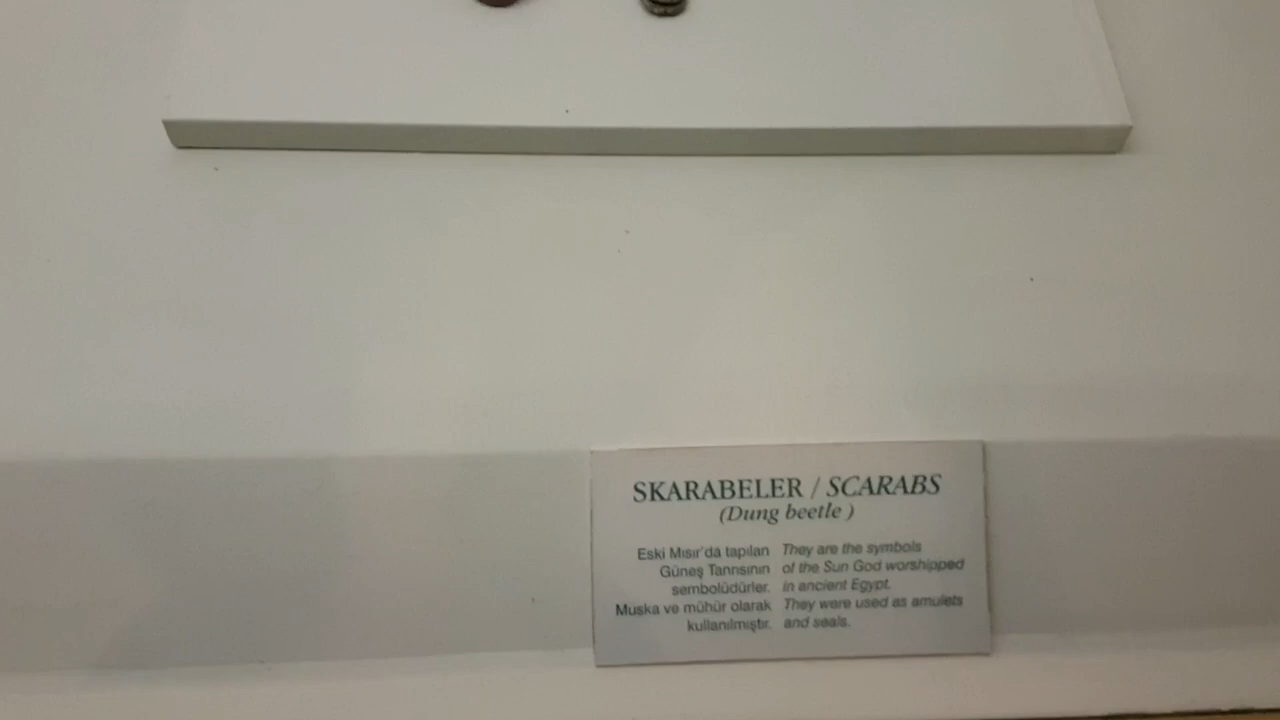 SKARABELER / SCARABS
(Dung beetle )
Eski Mısır'da tapılan
Güneş Tanrısının
sembolüdürler.
Muska ve mühür olarak
kullanılmıştır.
They are the symbols
of the Sun God worshipped
in ancient Egypt.
They were used as amulets
and seals.